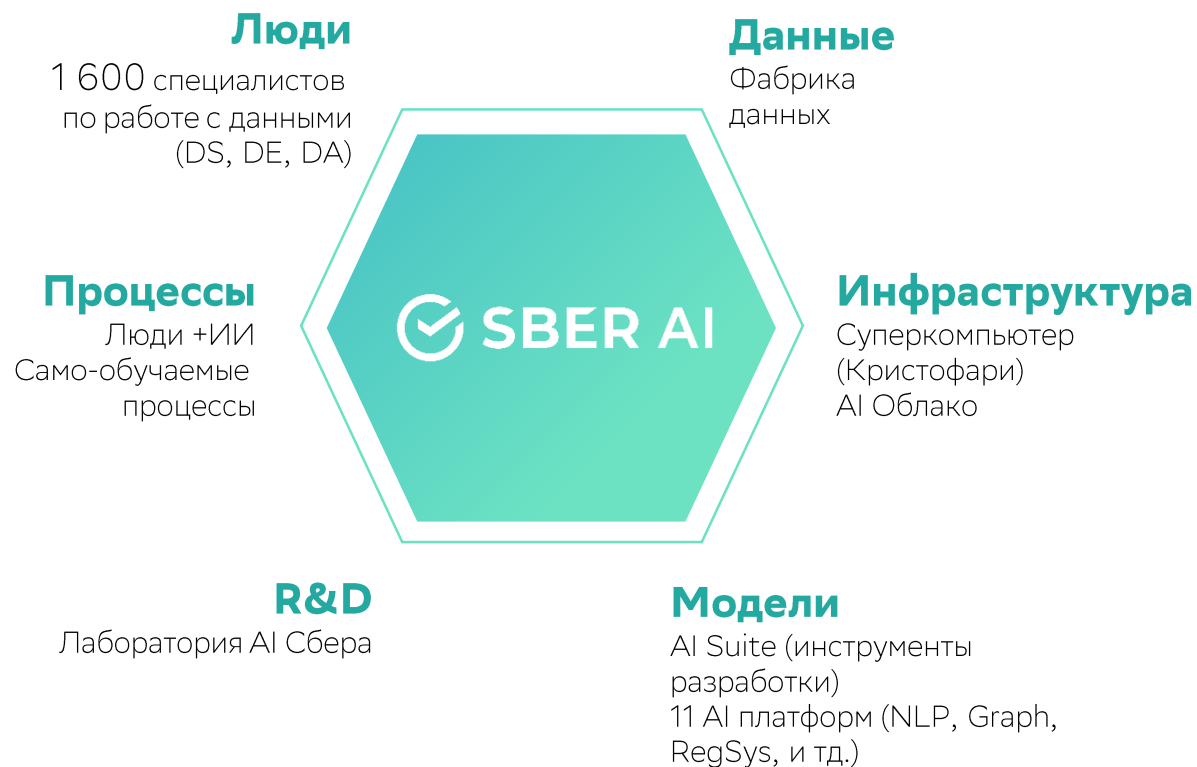 Люди
1 600 специалистов
по работе с данными
(DS, DE, DA)
Данные
Фабрика
данных
Процессы
Люди +ИИ
Само-обучаемые
процессы
SBER AI
Инфраструктура
Суперкомпьютер
(Кристофари)
AI Облако
R&D
Лаборатория AI Сбера
Модели
AI Suite (инструменты
разработки)
11 AI платформ (NLP, Graph,
RegSys, и тд.)